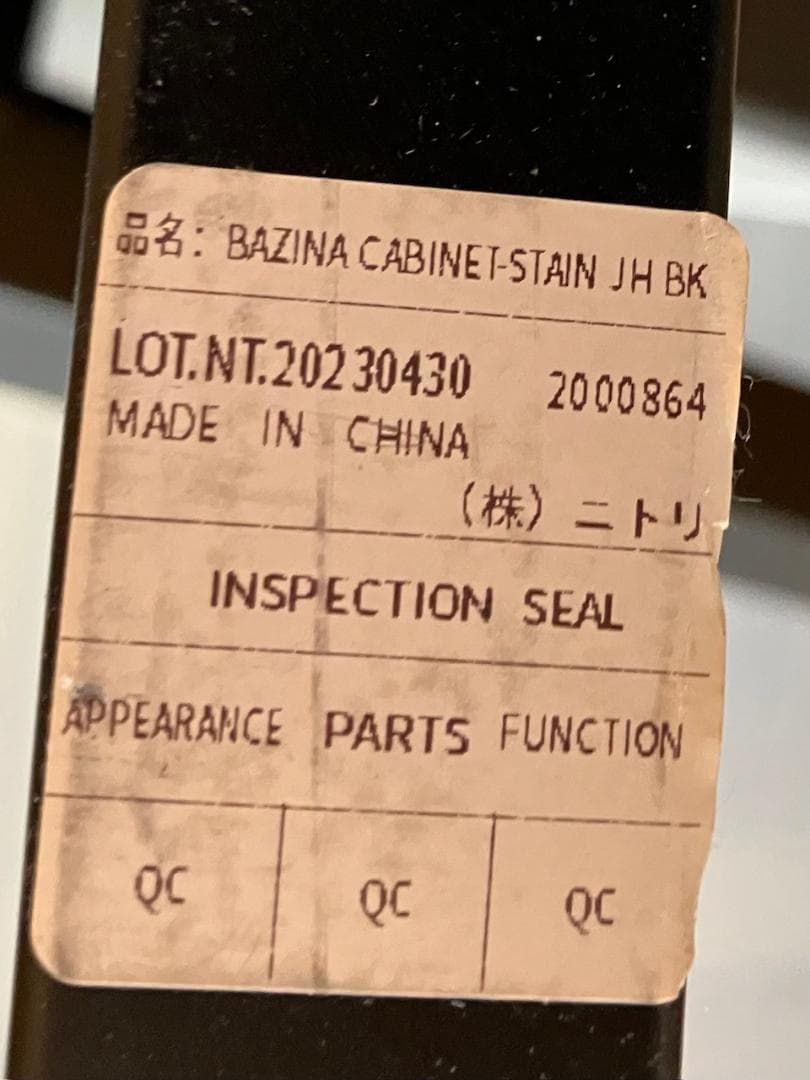 品名: BAZINA CABINET-STAIN JH BK
LOT.NT.20230430 2000864
MADE IN CHINA
(株) ニトリ
INSPECTION SEAL
APPEARANCE PARTS FUNCTION
QC QC QC